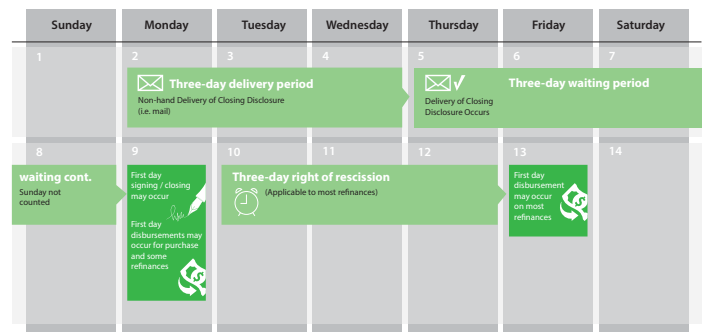 Sunday Monday Tuesday Wednesday Thursday Friday Saturday
1 2 3 4 5 6 7
Three-day delivery period
Non-hand Delivery of Closing Disclosure
(i.e. mail)
Three-day waiting period
Delivery of Closing
Disclosure Occurs
8 9 10 11 12 13 14
waiting cont.
Sunday not
counted
First day
signing / closing
may occur
First day
disbursements may
occur for purchase
and some
refinances
Three-day right of rescission
(Applicable to most refinances)
First day
disbursement
may occur
on most
refinances